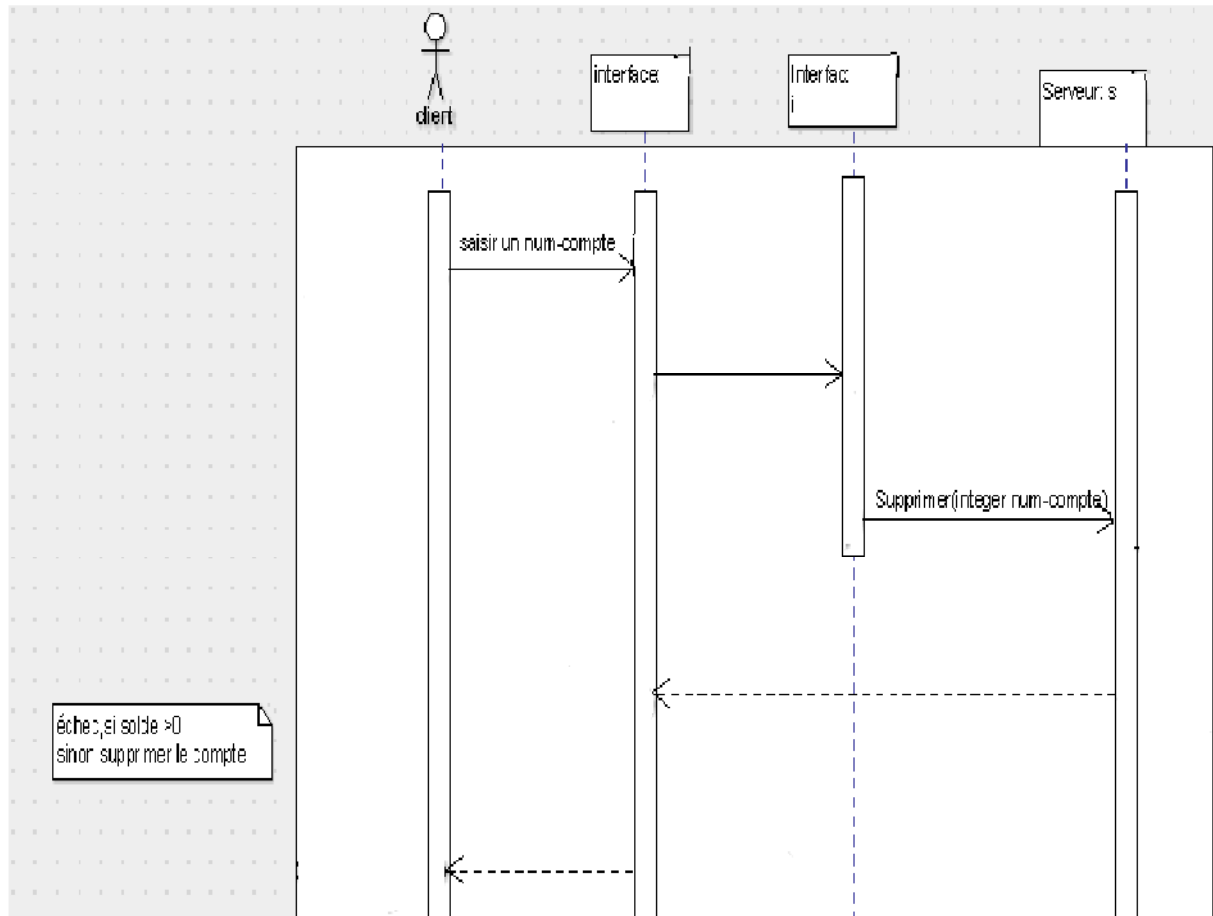 client
interface:
Interfac:
i
Serveur: s
saisir un num-compte
Supprimer(integer num-compte)
échec,si solde >0
sinon supprimer le compte